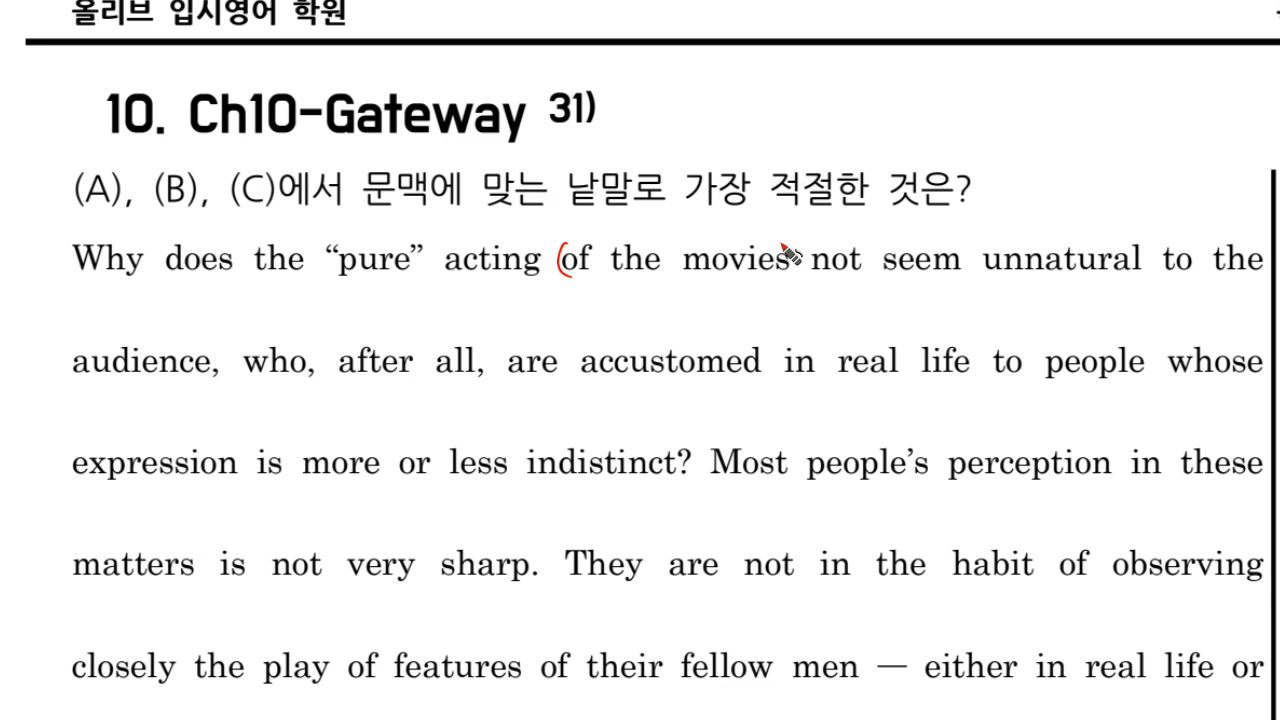 올리브 입시영어 학원
10. Ch10-Gateway 31)
(A), (B), (C)에서 문맥에 맞는 낱말로 가장 적절한 것은?
Why does the “pure” acting (of the movies not seem unnatural to the
audience, who, after all, are accustomed in real life to people whose
expression is more or less indistinct? Most people’s perception in these
matters is not very sharp. They are not in the habit of observing
closely the play of features of their fellow men — either in real life or